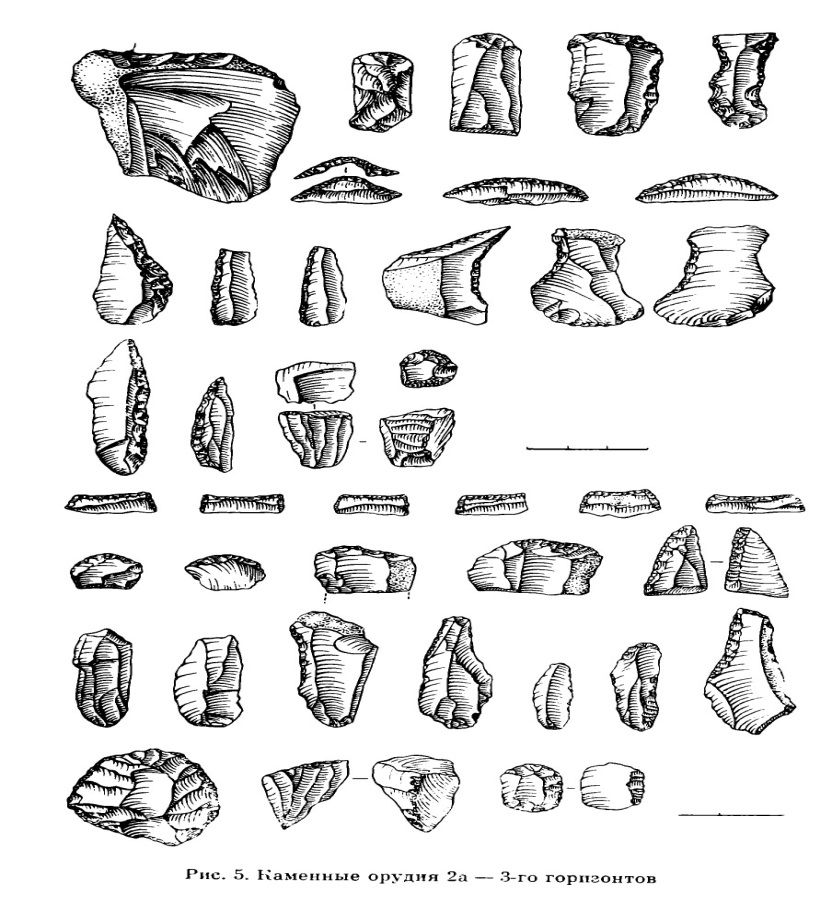 Рис. 5. Каменные орудия 2а — 3-го горизонтов